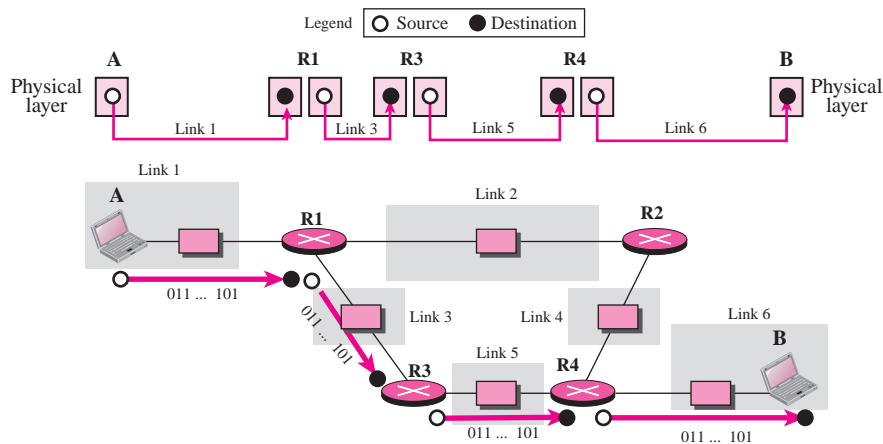 Legend Source Destination
A R1 R3 R4 B
Physical layer
Physical layer
Link 1 Link 3 Link 5 Link 6
Link 1
A
Link 2
R1
R2
011 ... 101
Link 3
011 ... 101
Link 4
Link 6
B
R3
Link 5
R4
011 ... 101
011 ... 101